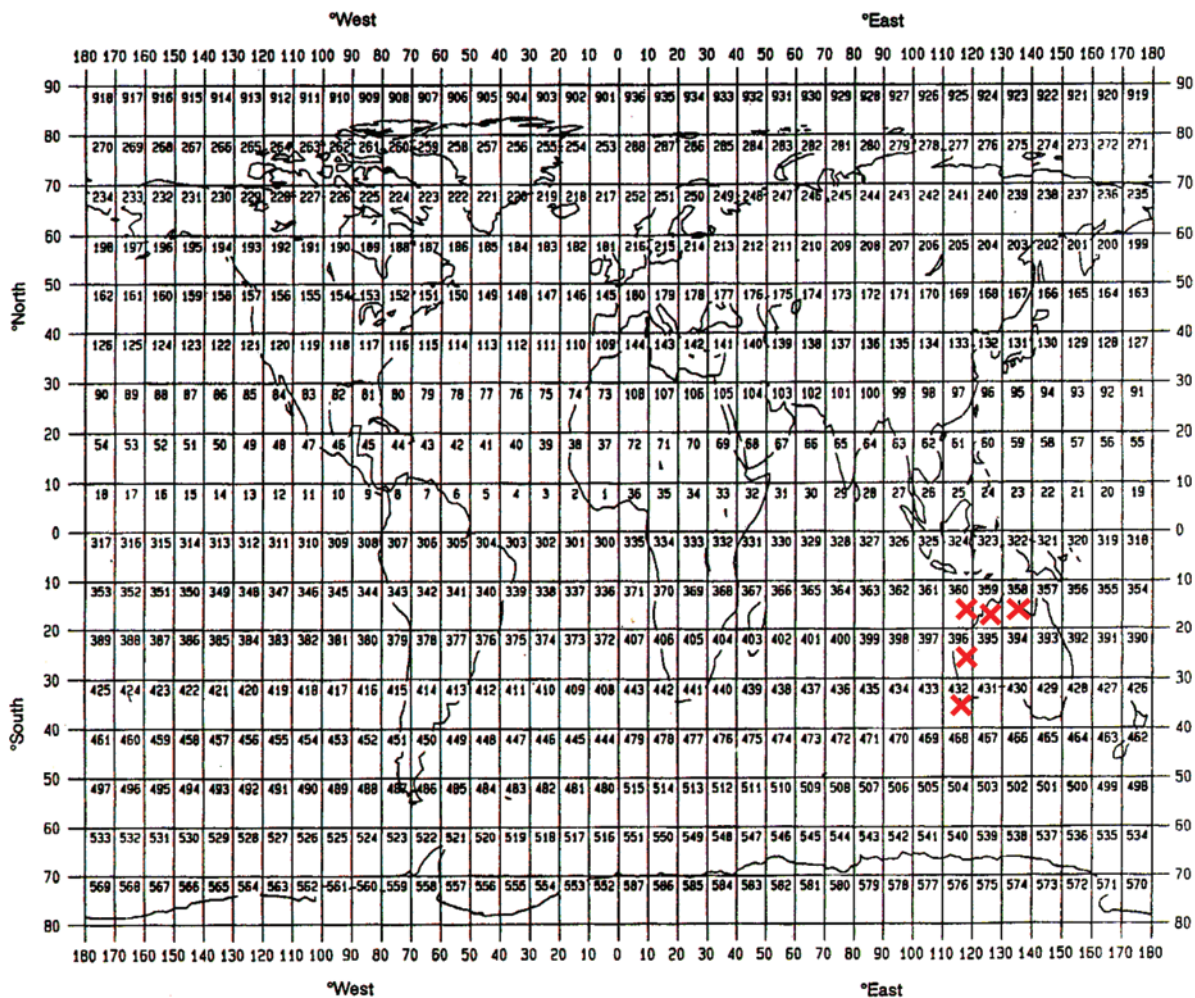 °West °East
180 170 160 150 140 130 120 110 100 90 80 70 60 50 40 30 20 10 0 10 20 30 40 50 60 70 80 90 100 110 120 130 140 150 160 170 180
90 90
918 917 916 915 914 913 912 911 910 909 908 907 906 905 904 903 902 901 936 935 934 933 932 931 930 929 928 927 926 925 924 923 922 921 920 919
80 80
270 269 268 267 266 265 264 263 262 261 260 259 258 257 256 255 254 253 288 287 286 285 284 283 282 281 280 279 278 277 276 275 274 273 272 271
70 70
234 233 232 231 230 229 228 227 226 225 224 223 222 221 220 219 218 217 252 251 250 249 248 247 246 245 244 243 242 241 240 239 238 237 236 235
60 60
198 197 196 195 194 193 192 191 190 189 188 187 186 185 184 183 182 181 216 215 214 213 212 211 210 209 208 207 206 205 204 203 202 201 200 199
50 50
°North
162 161 160 159 158 157 156 155 154 153 152 151 150 149 148 147 146 145 180 179 178 177 176 175 174 173 172 171 170 169 168 167 166 165 164 163
40 40
126 125 124 123 122 121 120 119 118 117 116 115 114 113 112 111 110 109 144 143 142 141 140 139 138 137 136 135 134 133 132 131 130 129 128 127
30 30
90 89 88 87 86 85 84 83 82 81 80 79 78 77 76 75 74 73 108 107 106 105 104 103 102 101 100 99 98 97 96 95 94 93 92 91
20 20
54 53 52 51 50 49 48 47 46 45 44 43 42 41 40 39 38 37 72 71 70 69 68 67 66 65 64 63 62 61 60 59 58 57 56 55
10 10
18 17 16 15 14 13 12 11 10 9 8 7 6 5 4 3 2 1 36 35 34 33 32 31 30 29 28 27 26 25 24 23 22 21 20 19
0 0
317 316 315 314 313 312 311 310 309 308 307 306 305 304 303 302 301 300 335 334 333 332 331 330 329 328 327 326 325 324 323 322 321 320 319 318
10 10
353 352 351 350 349 348 347 346 345 344 343 342 341 340 339 338 337 336 371 370 369 368 367 366 365 364 363 362 361 360 359 358 357 356 355 354
20 20
389 388 387 386 385 384 383 382 381 380 379 378 377 376 375 374 373 372 407 406 405 404 403 402 401 400 399 398 397 396 395 394 393 392 391 390
30 30
425 424 423 422 421 420 419 418 417 416 415 414 413 412 411 410 409 408 443 442 441 440 439 438 437 436 435 434 433 432 431 430 429 428 427 426
°South
40 40
461 460 459 458 457 456 455 454 453 452 451 450 449 448 447 446 445 444 479 478 477 476 475 474 473 472 471 470 469 468 467 466 465 464 463 462
50 50
497 496 495 494 493 492 491 490 489 488 487 486 485 484 483 482 481 480 515 514 513 512 511 510 509 508 507 506 505 504 503 502 501 500 499 498
60 60
533 532 531 530 529 528 527 526 525 524 523 522 521 520 519 518 517 516 551 550 549 548 547 546 545 544 543 542 541 540 539 538 537 536 535 534
70 70
569 568 567 566 565 564 563 562 561 560 559 558 557 556 555 554 553 552 587 586 585 584 583 582 581 580 579 578 577 576 575 574 573 572 571 570
80 80
180 170 160 150 140 130 120 110 100 90 80 70 60 50 40 30 20 10 0 10 20 30 40 50 60 70 80 90 100 110 120 130 140 150 160 170 180
°West °East